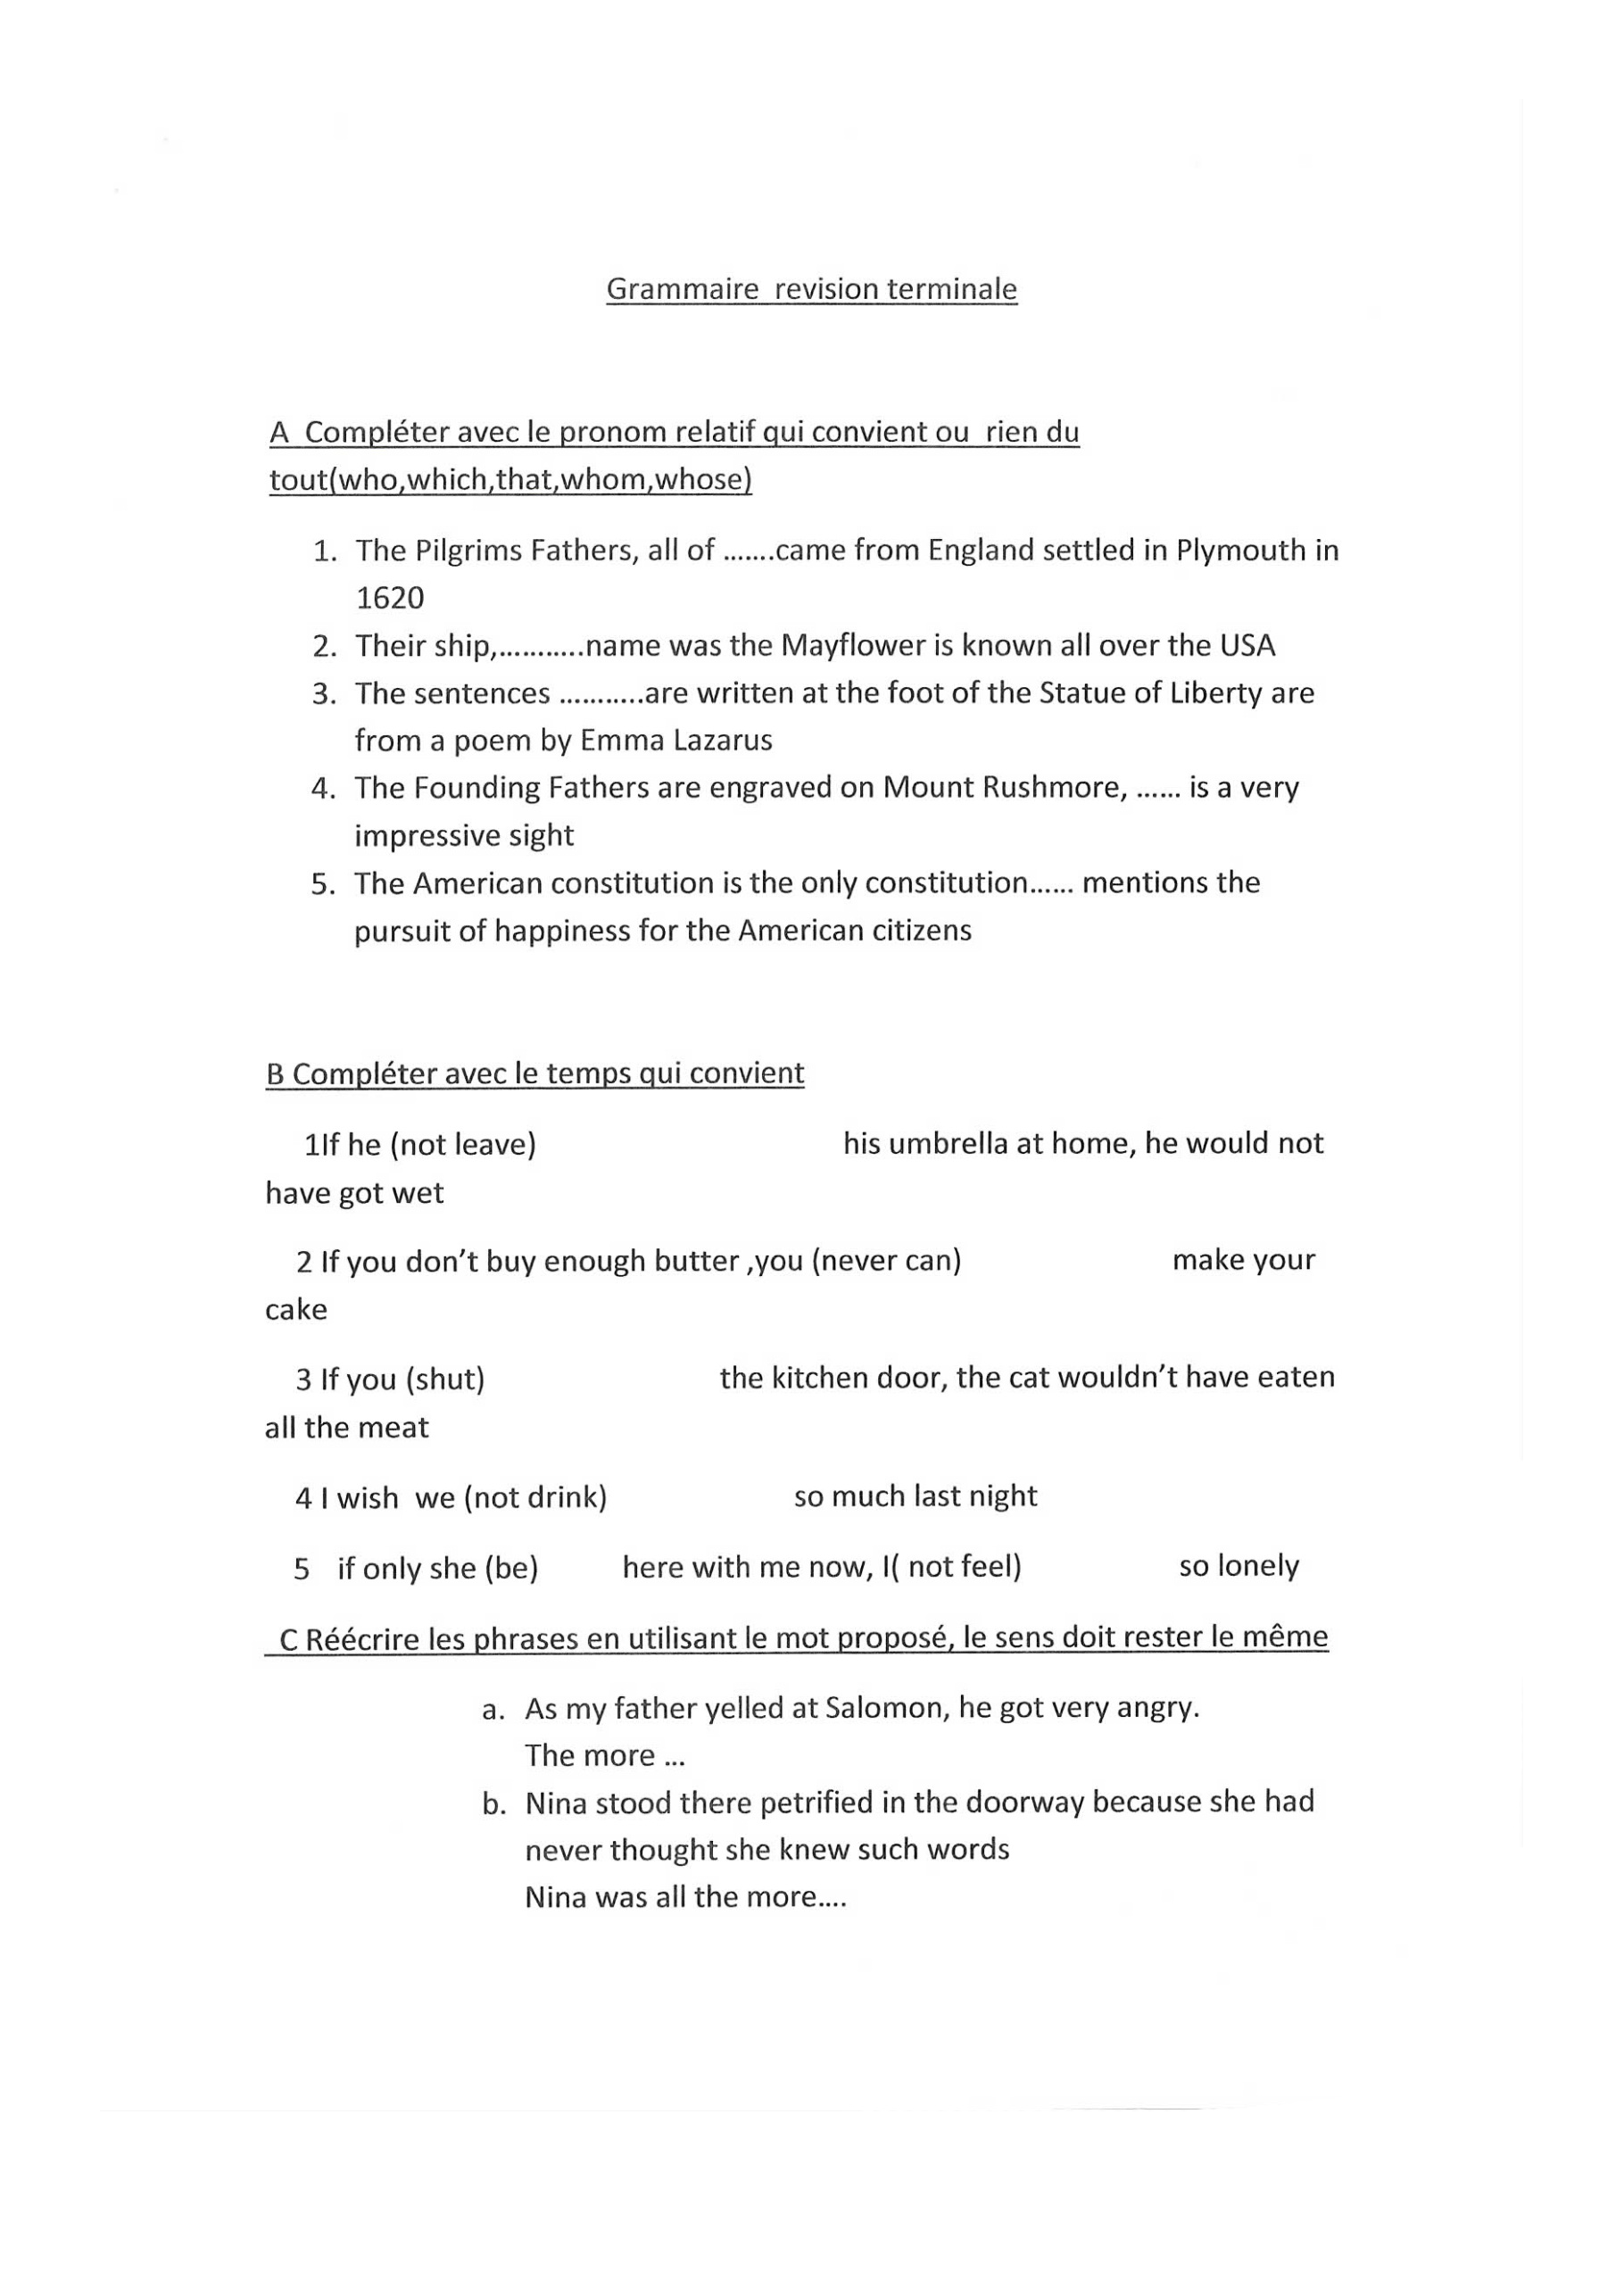 Grammaire revision terminale
A Compléter avec le pronom relatif qui convient ou rien du
tout(who,which,that,whom,whose)
1. The Pilgrims Fathers, all of .......came from England settled in Plymouth in
1620
2. Their ship,...........name was the Mayflower is known all over the USA
3. The sentences ...........are written at the foot of the Statue of Liberty are
from a poem by Emma Lazarus
4. The Founding Fathers are engraved on Mount Rushmore, ...... is a very
impressive sight
5. The American constitution is the only constitution...... mentions the
pursuit of happiness for the American citizens
B Compléter avec le temps qui convient
1If he (not leave) his umbrella at home, he would not
have got wet
2 If you don't buy enough butter ,you (never can) make your
cake
3 If you (shut) the kitchen door, the cat wouldn't have eaten
all the meat
4 I wish we (not drink) so much last night
5 if only she (be) here with me now, I( not feel) so lonely
C Réécrire les phrases en utilisant le mot proposé, le sens doit rester le même
a. As my father yelled at Salomon, he got very angry.
The more ...
b. Nina stood there petrified in the doorway because she had
never thought she knew such words
Nina was all the more....